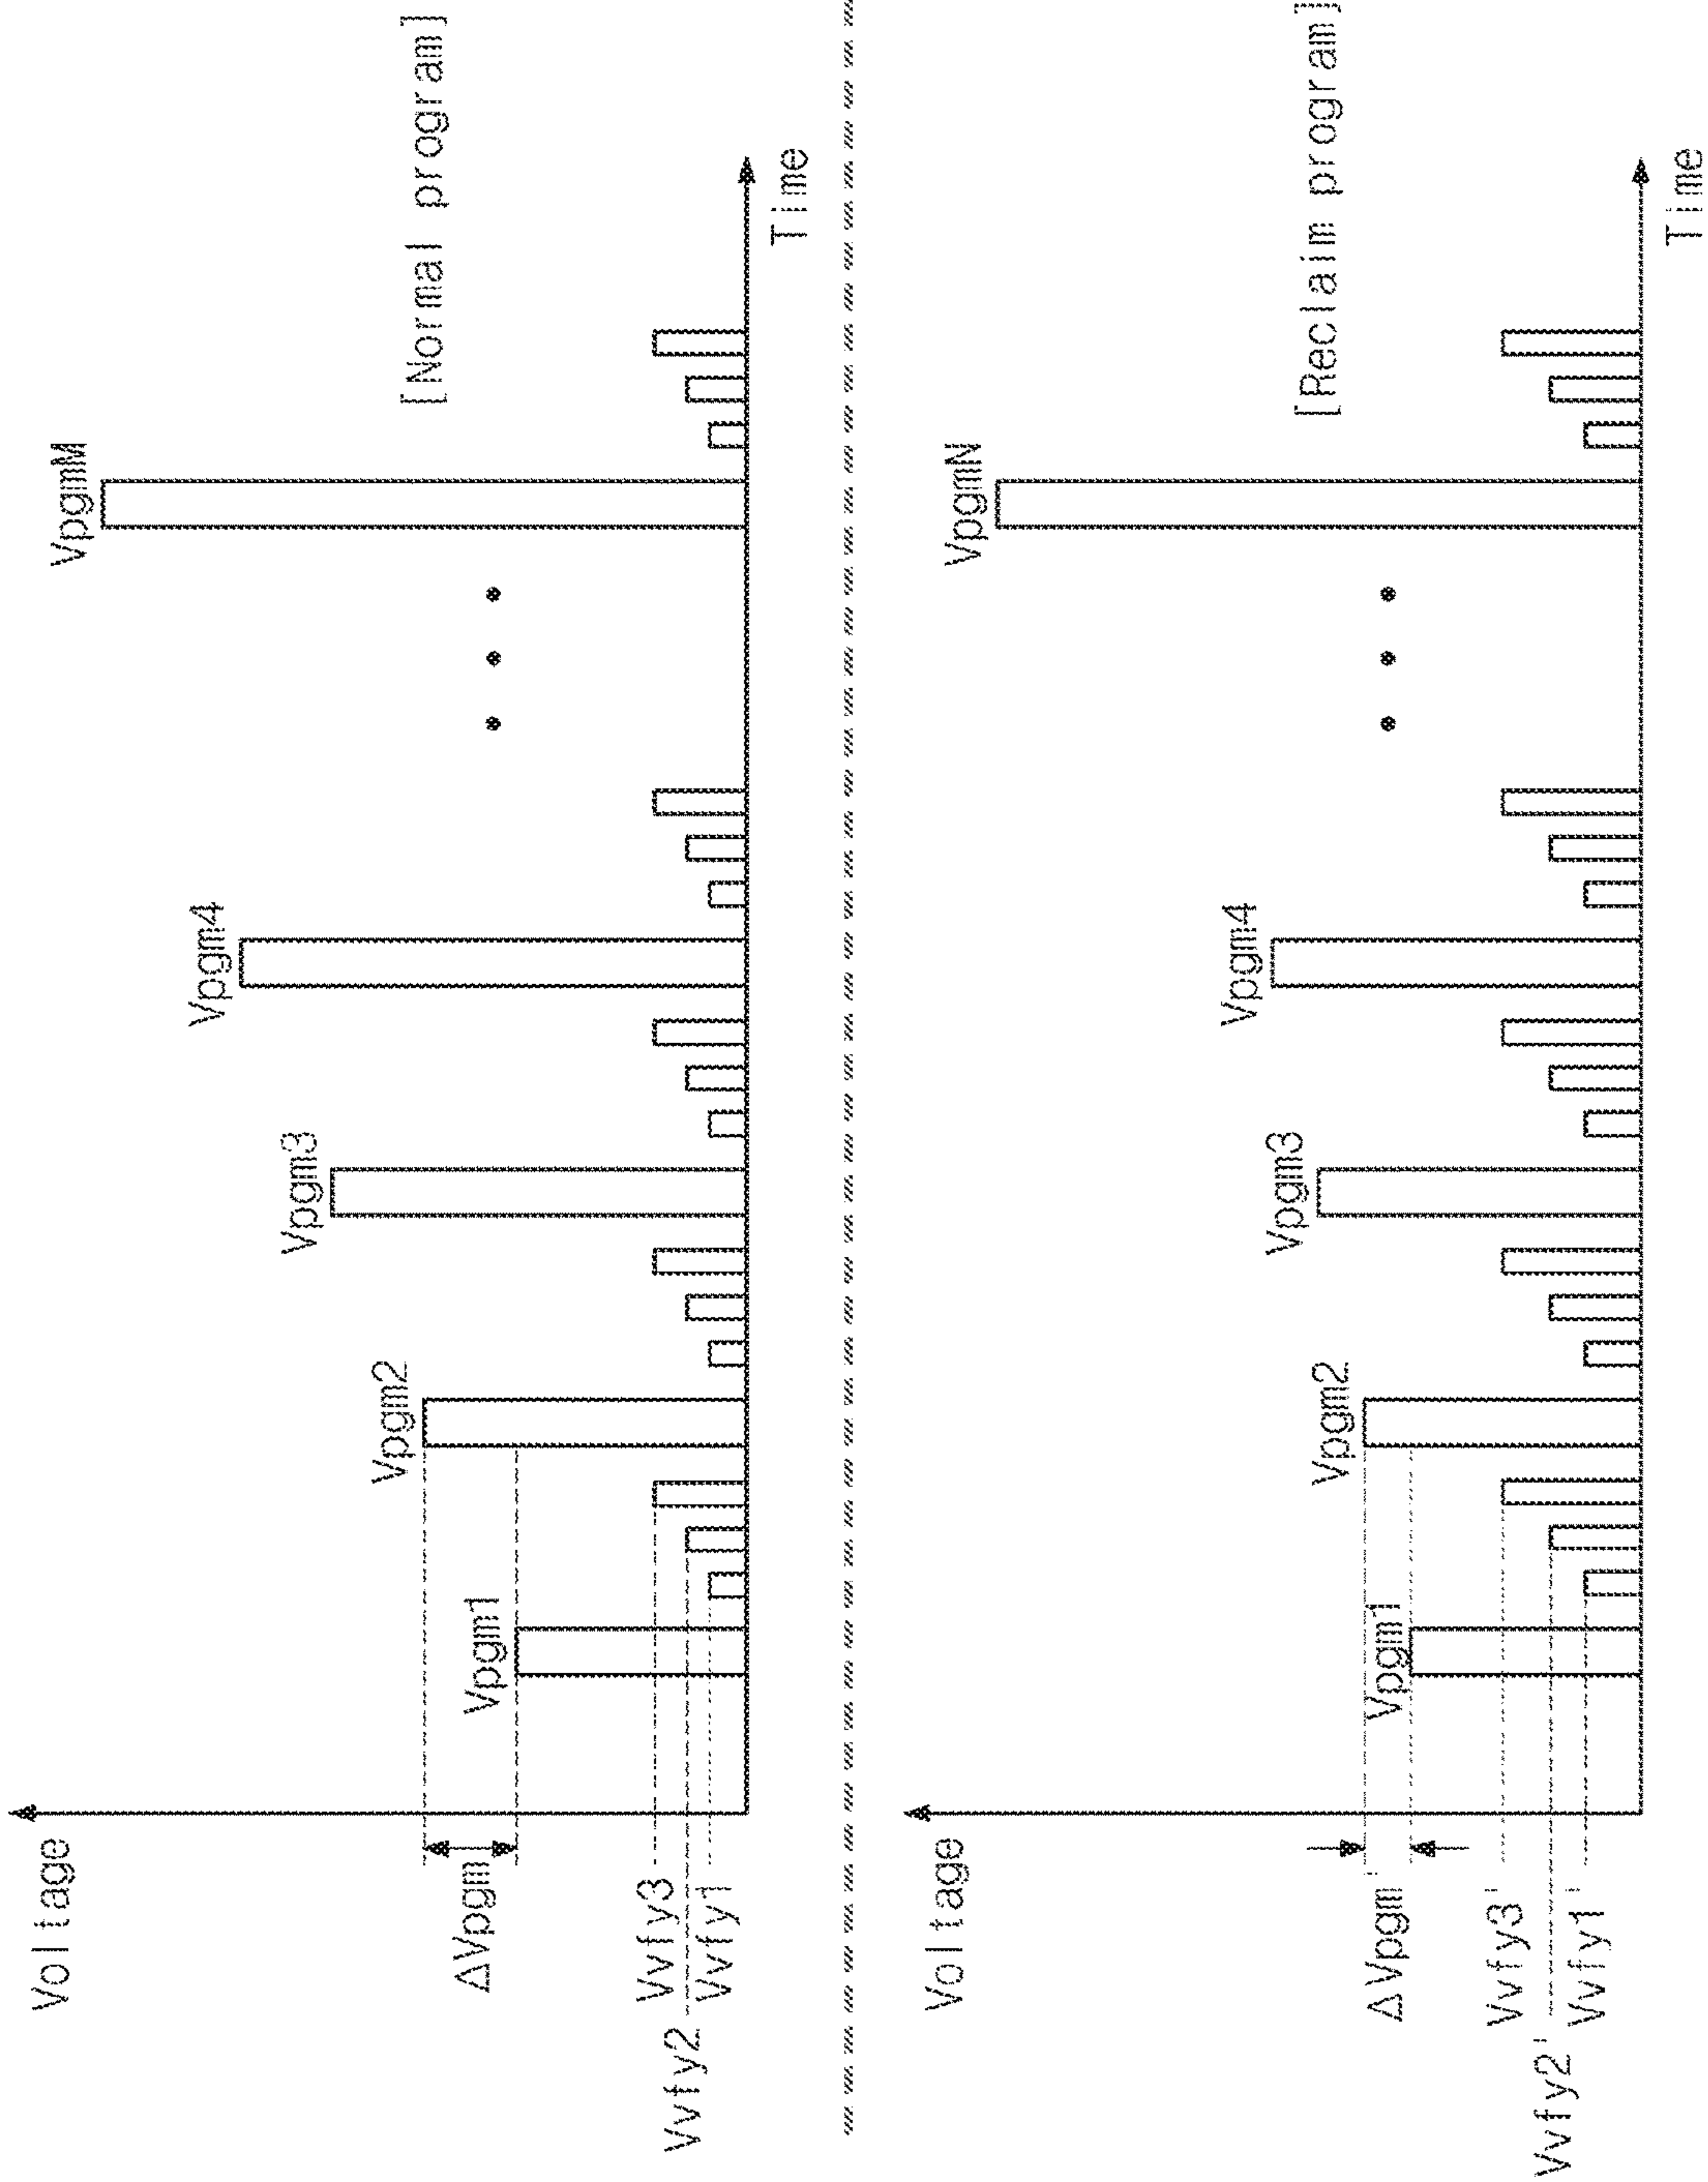 Voltage
[Normal program]
VpgmM
Vpgm4
Vpgm3
Vpgm2
Vpgm1
ΔVpgm
Vvfy3
Vvfy2
Vvfy1
Time
Voltage
[Reclaim program]
VpgmN
Vpgm4
Vpgm3
Vpgm2
Vpgm1
ΔVpgm'
Vvfy3'
Vvfy2'
Vvfy1'
Time